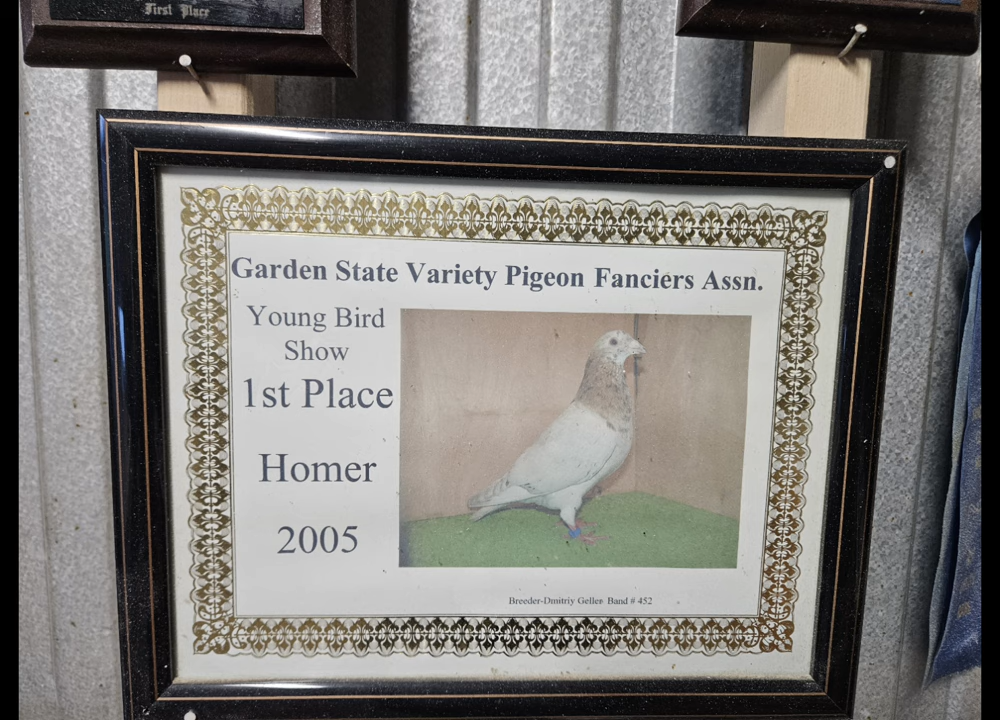 First Place
Garden State Variety Pigeon Fanciers Assn.
Young Bird
Show
1st Place
Homer
2005
Breeder-Dmitriy Geller Band # 452